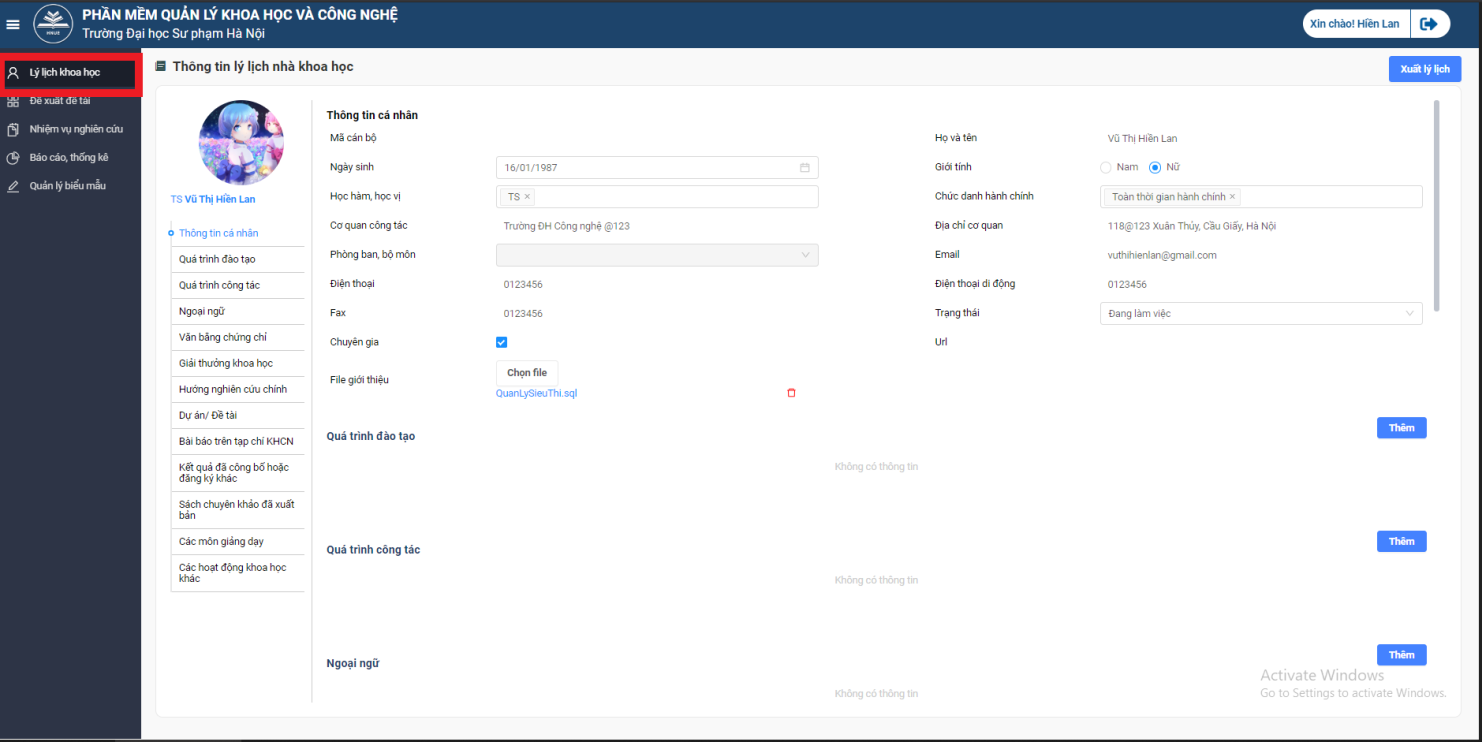 PHẦN MỀM QUẢN LÝ KHOA HỌC VÀ CÔNG NGHỆ
Trường Đại học Sư phạm Hà Nội
HNUE
Xin chào! Hiền Lan
Lý lịch khoa học
Đề xuất đề tài
Nhiệm vụ nghiên cứu
Báo cáo, thống kê
Quản lý biểu mẫu
Thông tin lý lịch nhà khoa học
Xuất lý lịch
TS Vũ Thị Hiền Lan
Thông tin cá nhân
Quá trình đào tạo
Quá trình công tác
Ngoại ngữ
Văn bằng chứng chỉ
Giải thưởng khoa học
Hướng nghiên cứu chính
Dự án/ Đề tài
Bài báo trên tạp chí KHCN
Kết quả đã công bố hoặc
đăng ký khác
Sách chuyên khảo đã xuất
bản
Các môn giảng dạy
Các hoạt động khoa học
khác
Thông tin cá nhân
Mã cán bộ
Họ và tên Vũ Thị Hiền Lan
Ngày sinh 16/01/1987
Giới tính Nam Nữ
Học hàm, học vị TS ×
Chức danh hành chính Toàn thời gian hành chính ×
Cơ quan công tác Trường ĐH Công nghệ @123
Địa chỉ cơ quan 118@123 Xuân Thủy, Cầu Giấy, Hà Nội
Phòng ban, bộ môn
Email vuthihienlan@gmail.com
Điện thoại 0123456
Điện thoại di động 0123456
Fax 0123456
Trạng thái Đang làm việc
Chuyên gia
Url
File giới thiệu Chọn file
QuanLySieuThi.sql
Quá trình đào tạo Thêm
Không có thông tin
Quá trình công tác Thêm
Không có thông tin
Ngoại ngữ Thêm
Không có thông tin
Activate Windows
Go to Settings to activate Windows.